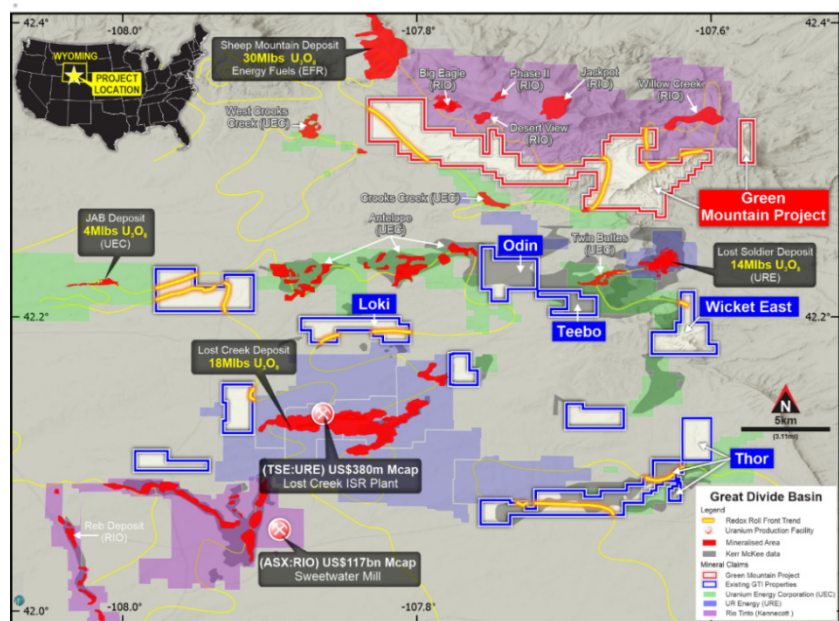 42.4
-108.0
-107.8
-107.6
42.4
WYOMING
PROJECT
LOCATION
Sheep Mountain Deposit
30Mlbs U₃O₈
Energy Fuels (EFR)
Big Eagle
(RIO)
Phase II
(RIO)
Jackpot
(RIO)
Willow Creek
(RIO)
Desert View
(RIO)
West Crooks
Creek (UEC)
Crooks Creek (UEC)
Green
Mountain Project
JAB Deposit
4Mlbs U₃O₈
(UEC)
Antelope
(UEC)
Odin
Twin Buttes
(UEC)
Lost Soldier Deposit
14Mlbs U₃O₈
(URE)
42.2
42.2
Loki
Teebo
Wicket East
Lost Creek Deposit
18Mlbs U₃O₈
N
5km
(3.11mi)
(TSE:URE) US$380m Mcap
Lost Creek ISR Plant
Thor
Reb Deposit
(RIO)
(ASX:RIO) US$117bn Mcap
Sweetwater Mill
Great Divide Basin
Legend
Redox Roll Front Trend
Uranium Production Facility
Mineralised Area
Kerr McKee data
Mineral Claims
Green Mountain Project
Existing GTI Properties
Uranium Energy Corporation (UEC)
UR Energy (URE)
Rio Tinto (Kennecott )
42.0
-108.0
-107.8